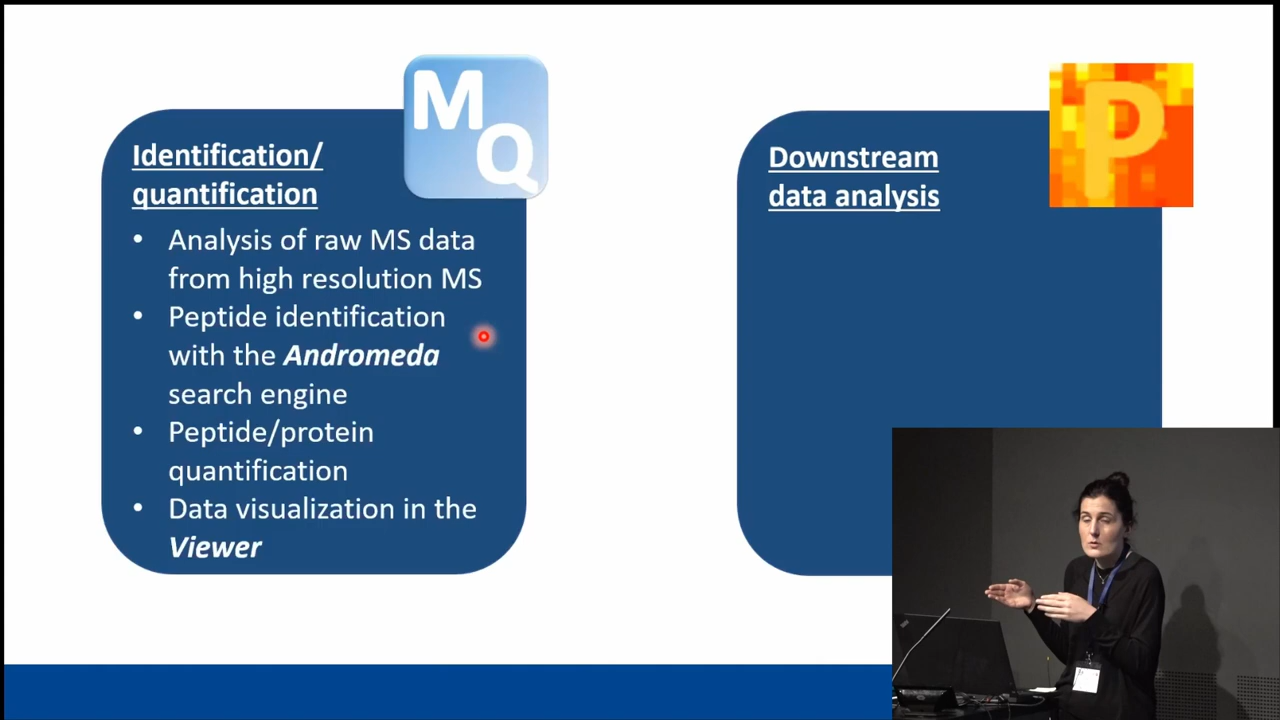 MQ
Identification/
quantification
• Analysis of raw MS data
from high resolution MS
• Peptide identification
with the Andromeda
search engine
• Peptide/protein
quantification
• Data visualization in the
Viewer
P
Downstream
data analysis